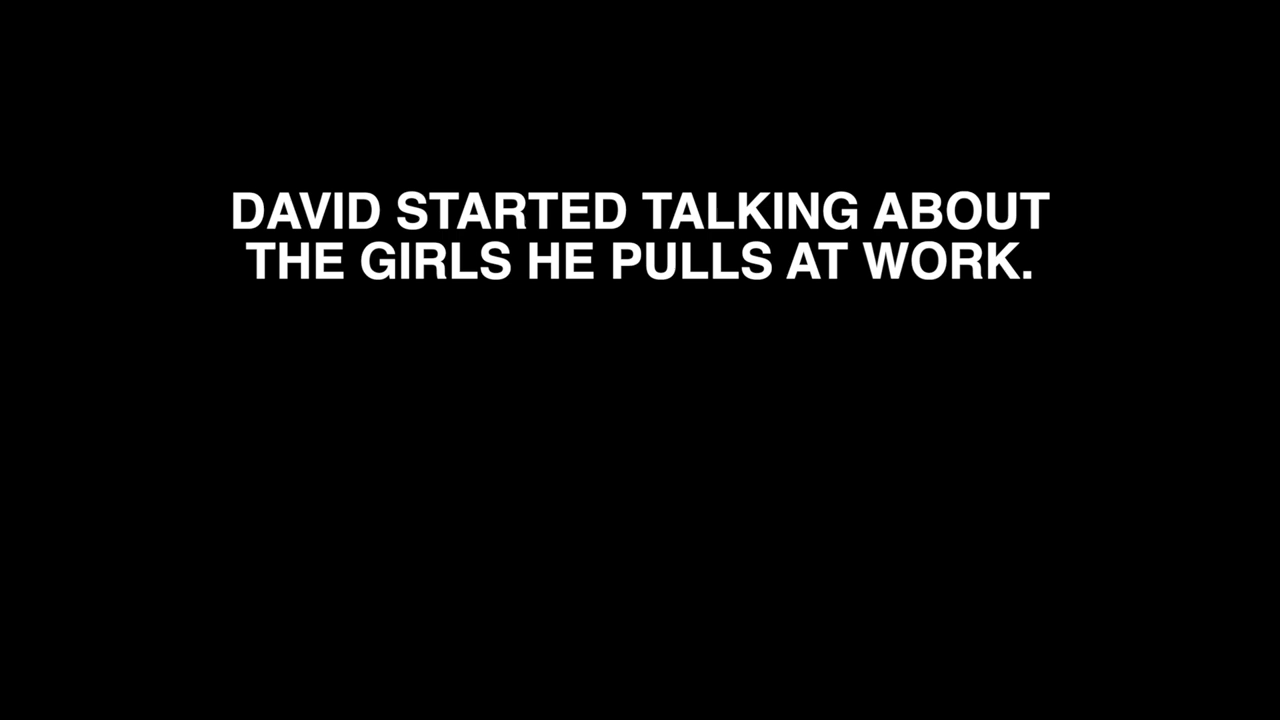 DAVID STARTED TALKING ABOUT
THE GIRLS HE PULLS AT WORK.